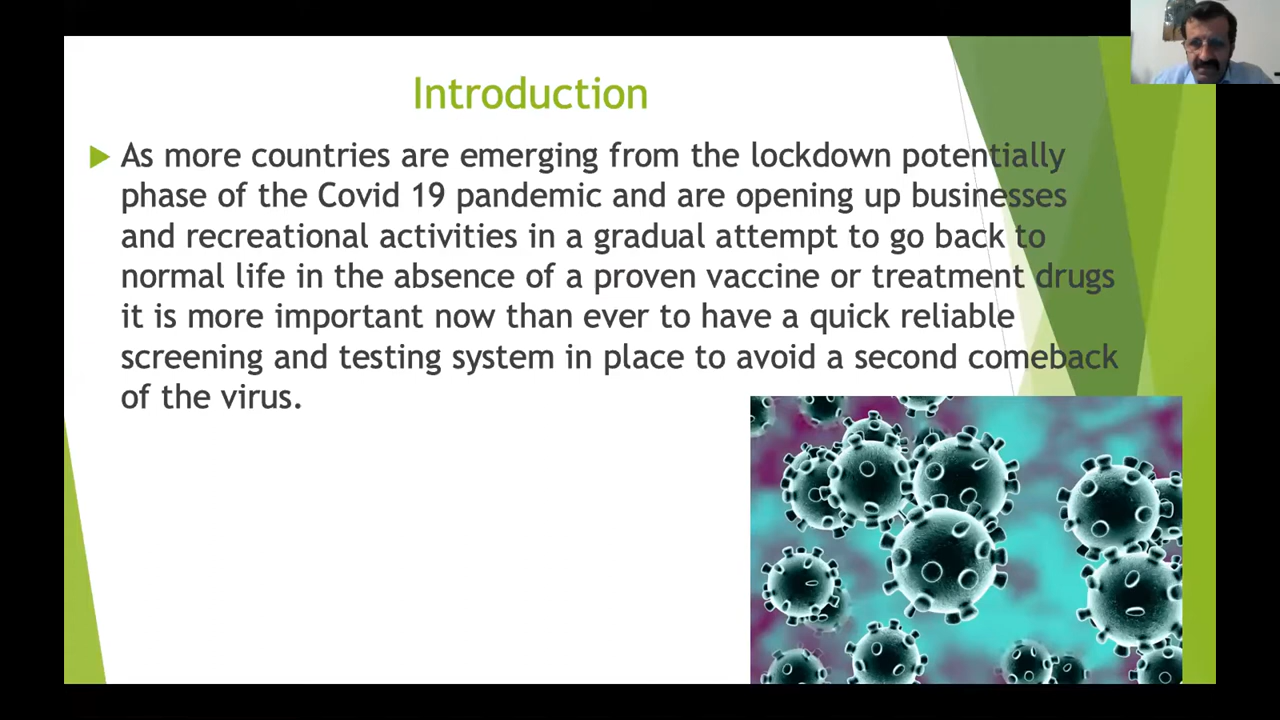 Introduction
As more countries are emerging from the lockdown potentially
phase of the Covid 19 pandemic and are opening up businesses
and recreational activities in a gradual attempt to go back to
normal life in the absence of a proven vaccine or treatment drugs
it is more important now than ever to have a quick reliable
screening and testing system in place to avoid a second comeback
of the virus.